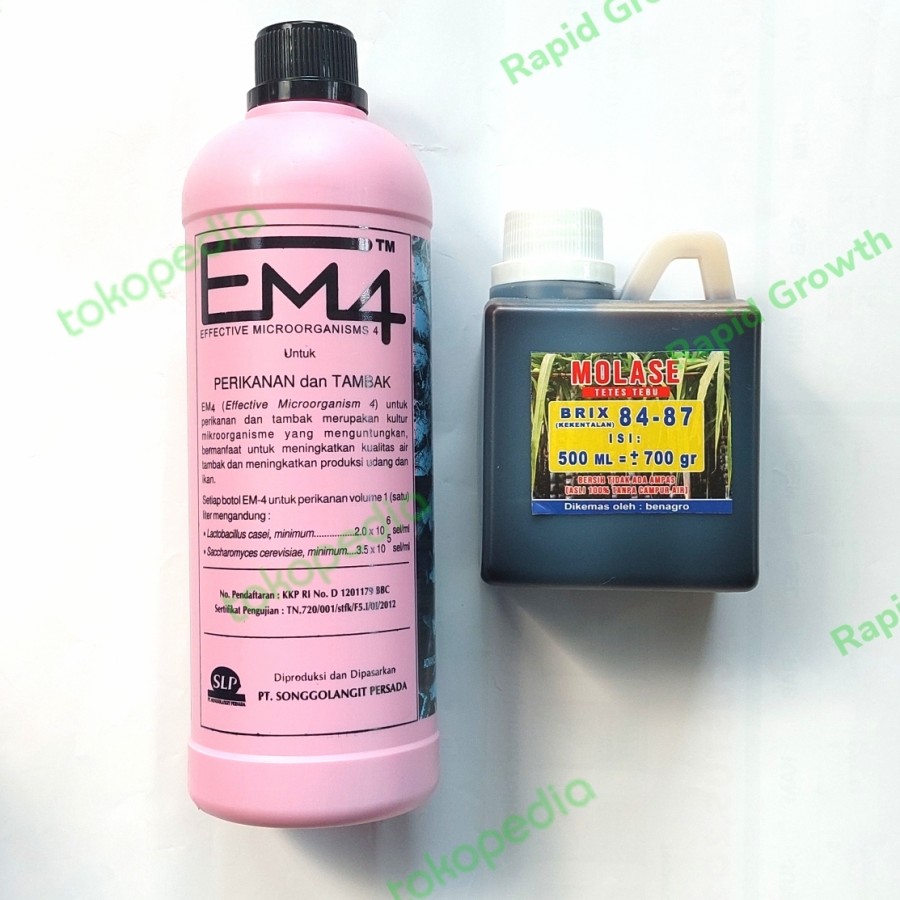 EM4 TM
EFFECTIVE MICROORGANISMS 4
Untuk
PERIKANAN dan TAMBAK
EM4 (Effective Microorganism 4) untuk
perikanan dan tambak merupakan kultur
mikroorganisme yang menguntungkan,
bermanfaat untuk meningkatkan kualitas air
tambak dan meningkatkan produksi udang dan
ikan.
Setiap botol EM-4 untuk perikanan volume 1 (satu)
liter mengandung :
• Lactobacillus casei, minimum.................2.0 x 10 6 sel/ml
• Saccharomyces cerevisiae, minimum....3.5 x 10 5 sel/ml
No. Pendaftaran : KKP RI No. D 1201179 BBC
Sertifikat Pengujian : TN.720/001/stfk/F5.I/01/2012
SLP
PT. SONGGOLANGIT PERSADA
Diproduksi dan Dipasarkan
PT. SONGGOLANGIT PERSADA
MOLASE
TETES TEBU
BRIX 84-87
(KEKENTALAN)
ISI:
500 ML = ± 700 gr
BERSIH TIDAK ADA AMPAS
(ASLI 100% TANPA CAMPUR AIR)
Dikemas oleh : benagro
Rapid Growth
Rapid Growth
Rapid
tokopedia
tokopedia
tokopedia